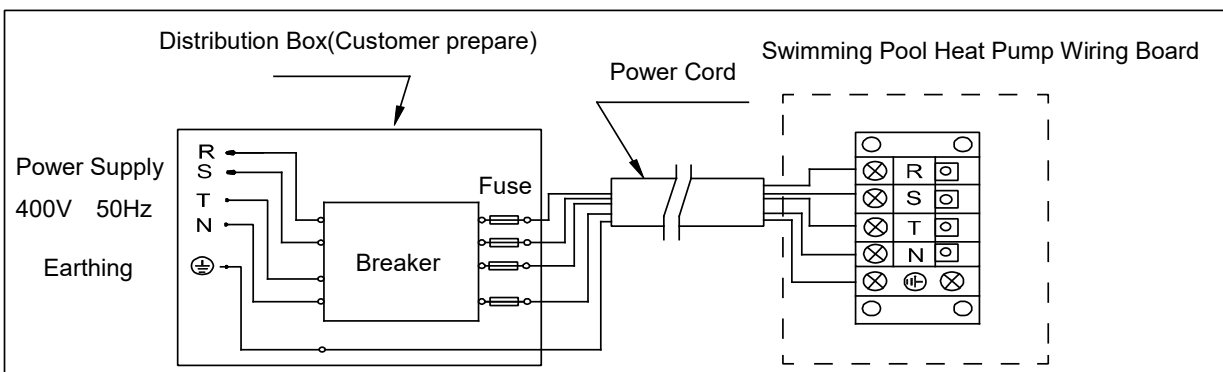 Distribution Box(Customer prepare)
Swimming Pool Heat Pump Wiring Board
Power Cord
Power Supply
400V 50Hz
Earthing
R
S
T
N
Fuse
Breaker
R
S
T
N